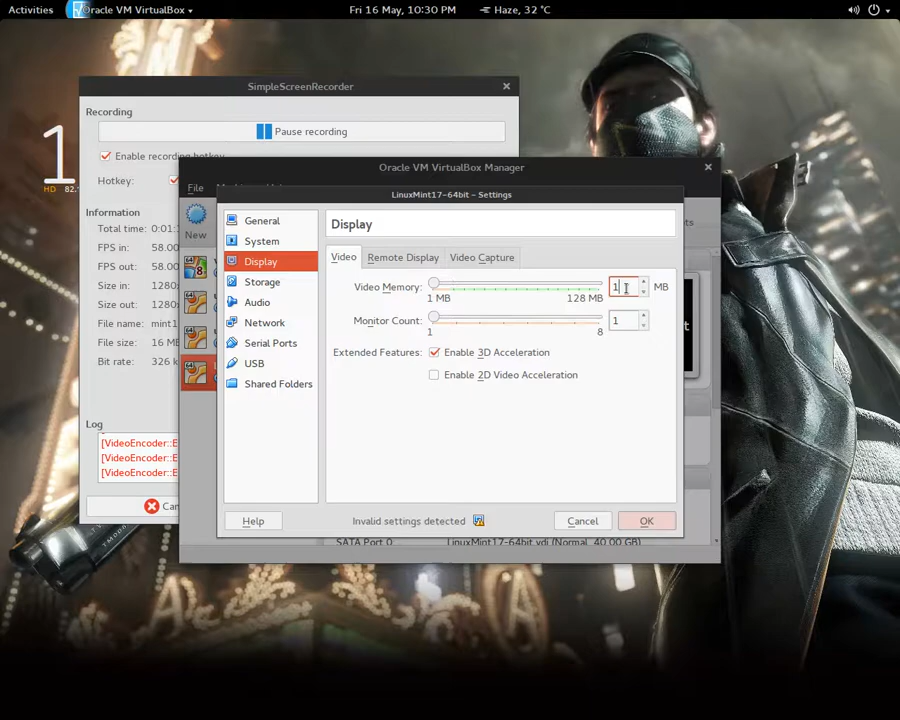 Activities
Oracle VM VirtualBox
Fri 16 May, 10:30 PM
Haze, 32 °C
SimpleScreenRecorder
Recording
Pause recording
Enable recording hotkey
Hotkey:
Information
Total time: 0:01:
FPS in: 58.00
FPS out: 58.00
Size in: 1280
Size out: 1280
File name: mint1
File size: 16 MB
Bit rate: 326 k
Log
[VideoEncoder::E
[VideoEncoder::E
[VideoEncoder::E
Can
1
HD 82.
Oracle VM VirtualBox Manager
File
New
LinuxMint17-64bit - Settings
General
System
Display
Storage
Audio
Network
Serial Ports
USB
Shared Folders
Display
Video
Remote Display
Video Capture
Video Memory:
1
MB
1 MB
128 MB
Monitor Count:
1
1
8
Extended Features:
Enable 3D Acceleration
Enable 2D Video Acceleration
Help
Invalid settings detected
Cancel
OK
SATA Port 0:
LinuxMint17-64bit.vdi (Normal, 40.00 GB)